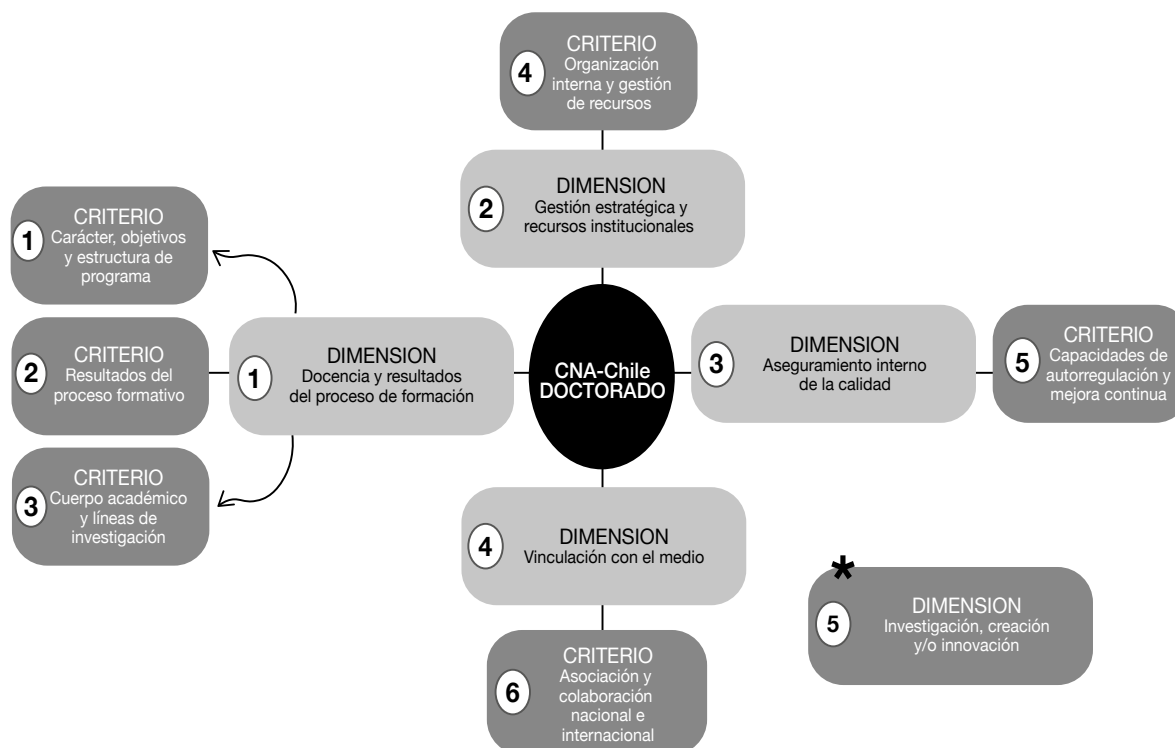 4
CRITERIO
Organización
interna y gestión
de recursos
2
DIMENSION
Gestión estratégica y
recursos institucionales
1
CRITERIO
Carácter, objetivos
y estructura de
programa
2
CRITERIO
Resultados del
proceso formativo
3
CRITERIO
Cuerpo académico
y líneas de
investigación
1
DIMENSION
Docencia y resultados
del proceso de formación
CNA-Chile
DOCTORADO
3
DIMENSION
Aseguramiento interno
de la calidad
5
CRITERIO
Capacidades de
autorregulación y
mejora continua
4
DIMENSION
Vinculación con el medio
6
CRITERIO
Asociación y
colaboración
nacional e
internacional
*
5
DIMENSION
Investigación, creación
y/o innovación